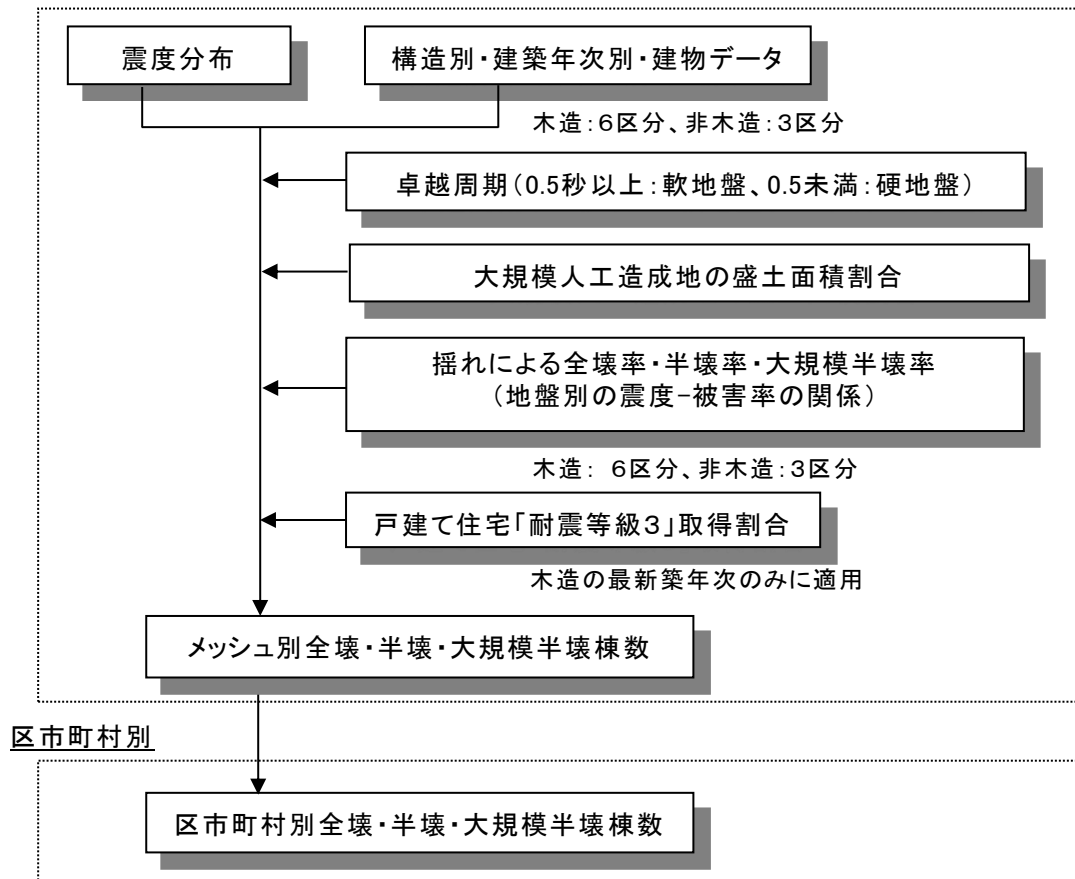 震度分布
構造別・建築年次別・建物データ
木造：６区分、非木造：３区分
卓越周期（0.5秒以上：軟地盤、0.5未満：硬地盤）
大規模人工造成地の盛土面積割合
揺れによる全壊率・半壊率・大規模半壊率
（地盤別の震度−被害率の関係）
木造： ６区分、非木造：３区分
戸建て住宅「耐震等級３」取得割合
木造の最新築年次のみに適用
メッシュ別全壊・半壊・大規模半壊棟数
区市町村別
区市町村別全壊・半壊・大規模半壊棟数